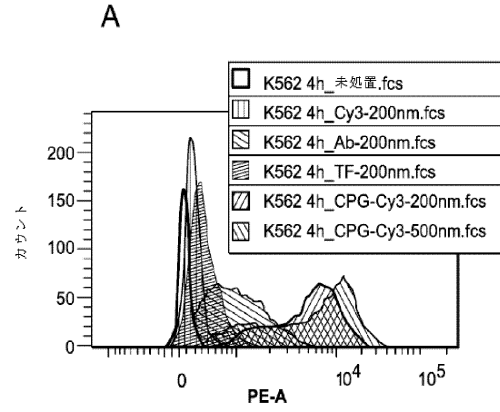 A
K562 4h_未処置.fcs
K562 4h_Cy3-200nm.fcs
K562 4h_Ab-200nm.fcs
K562 4h_TF-200nm.fcs
K562 4h_CPG-Cy3-200nm.fcs
K562 4h_CPG-Cy3-500nm.fcs
カウント
200
150
100
50
0
0 10⁴ 10⁵
PE-A